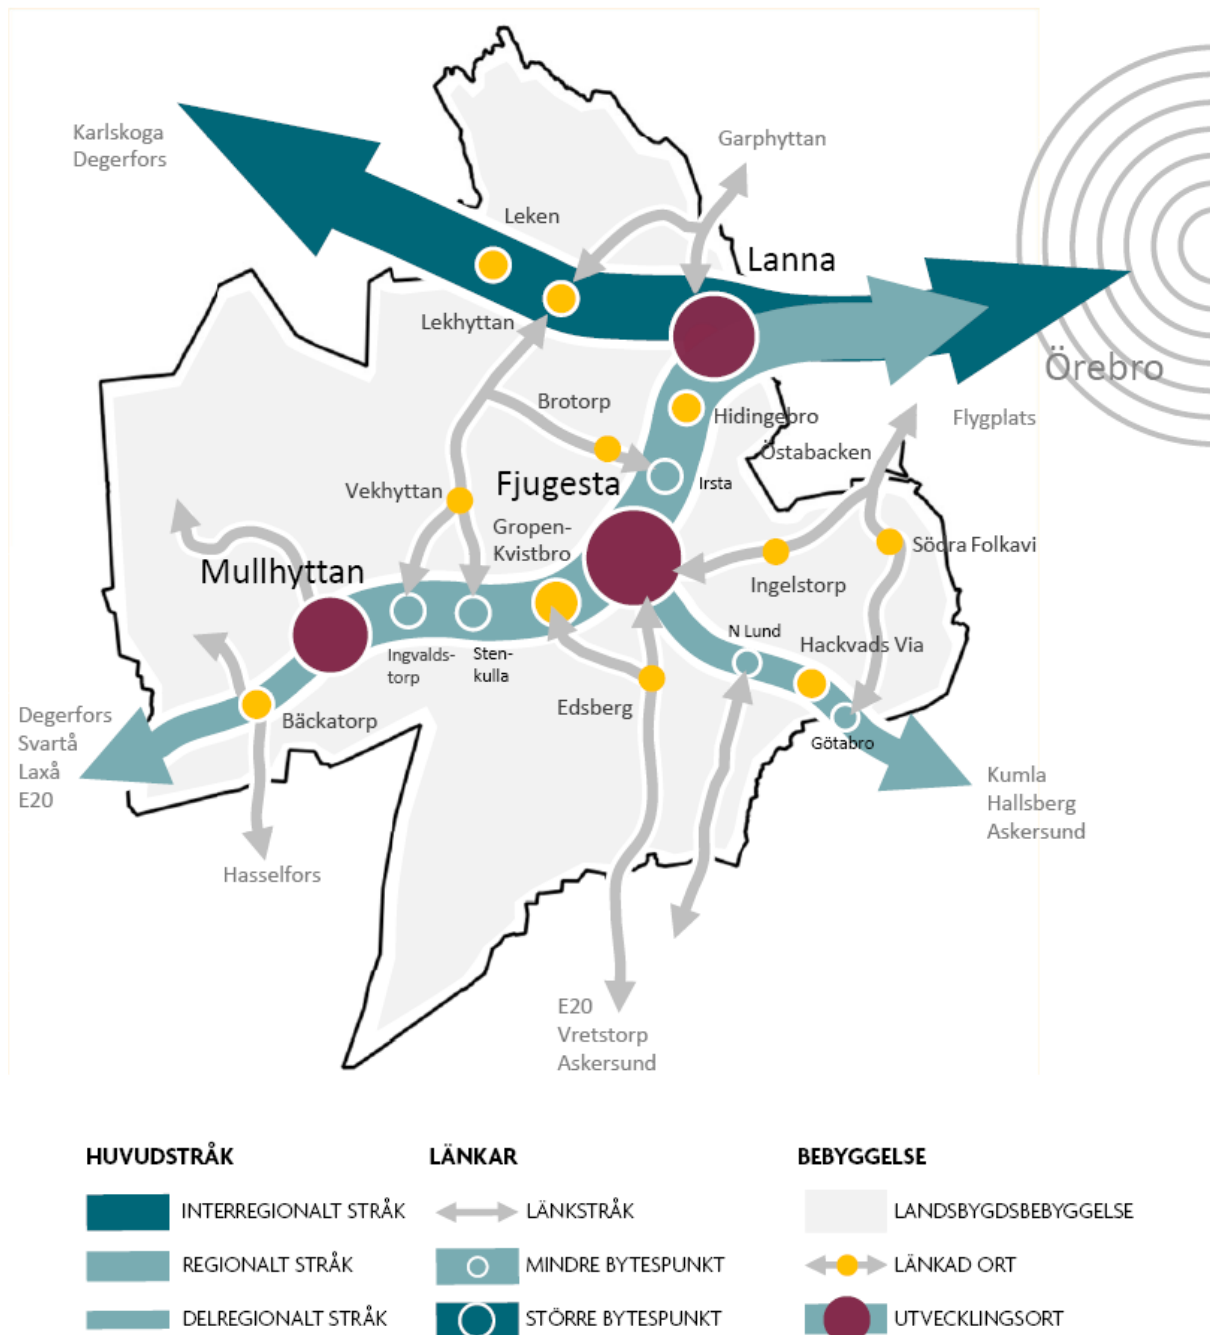 Karlskoga
Degerfors
Garphyttan
Leken
Lanna
Lekhyttan
Örebro
Brotorp
Hidingebro
Flygplats
Östabacken
Fjugesta
Irsta
Vekhyttan
Gropen-
Kvistbro
Södra Folkavi
Mullhyttan
Ingelstorp
N Lund
Hackvads Via
Ingvalds-
torp
Sten-
kulla
Edsberg
Bäckatorp
Götabro
Degerfors
Svartå
Laxå
E20
Kumla
Hallsberg
Askersund
Hasselfors
E20
Vretstorp
Askersund
HUVUDSTRÅK
INTERREGIONALT STRÅK
REGIONALT STRÅK
DELREGIONALT STRÅK
LÄNKAR
LÄNKSTRÅK
MINDRE BYTESPUNKT
STÖRRE BYTESPUNKT
BEBYGGELSE
LANDSBYGDSBEBYGGELSE
LÄNKAD ORT
UTVECKLINGSORT